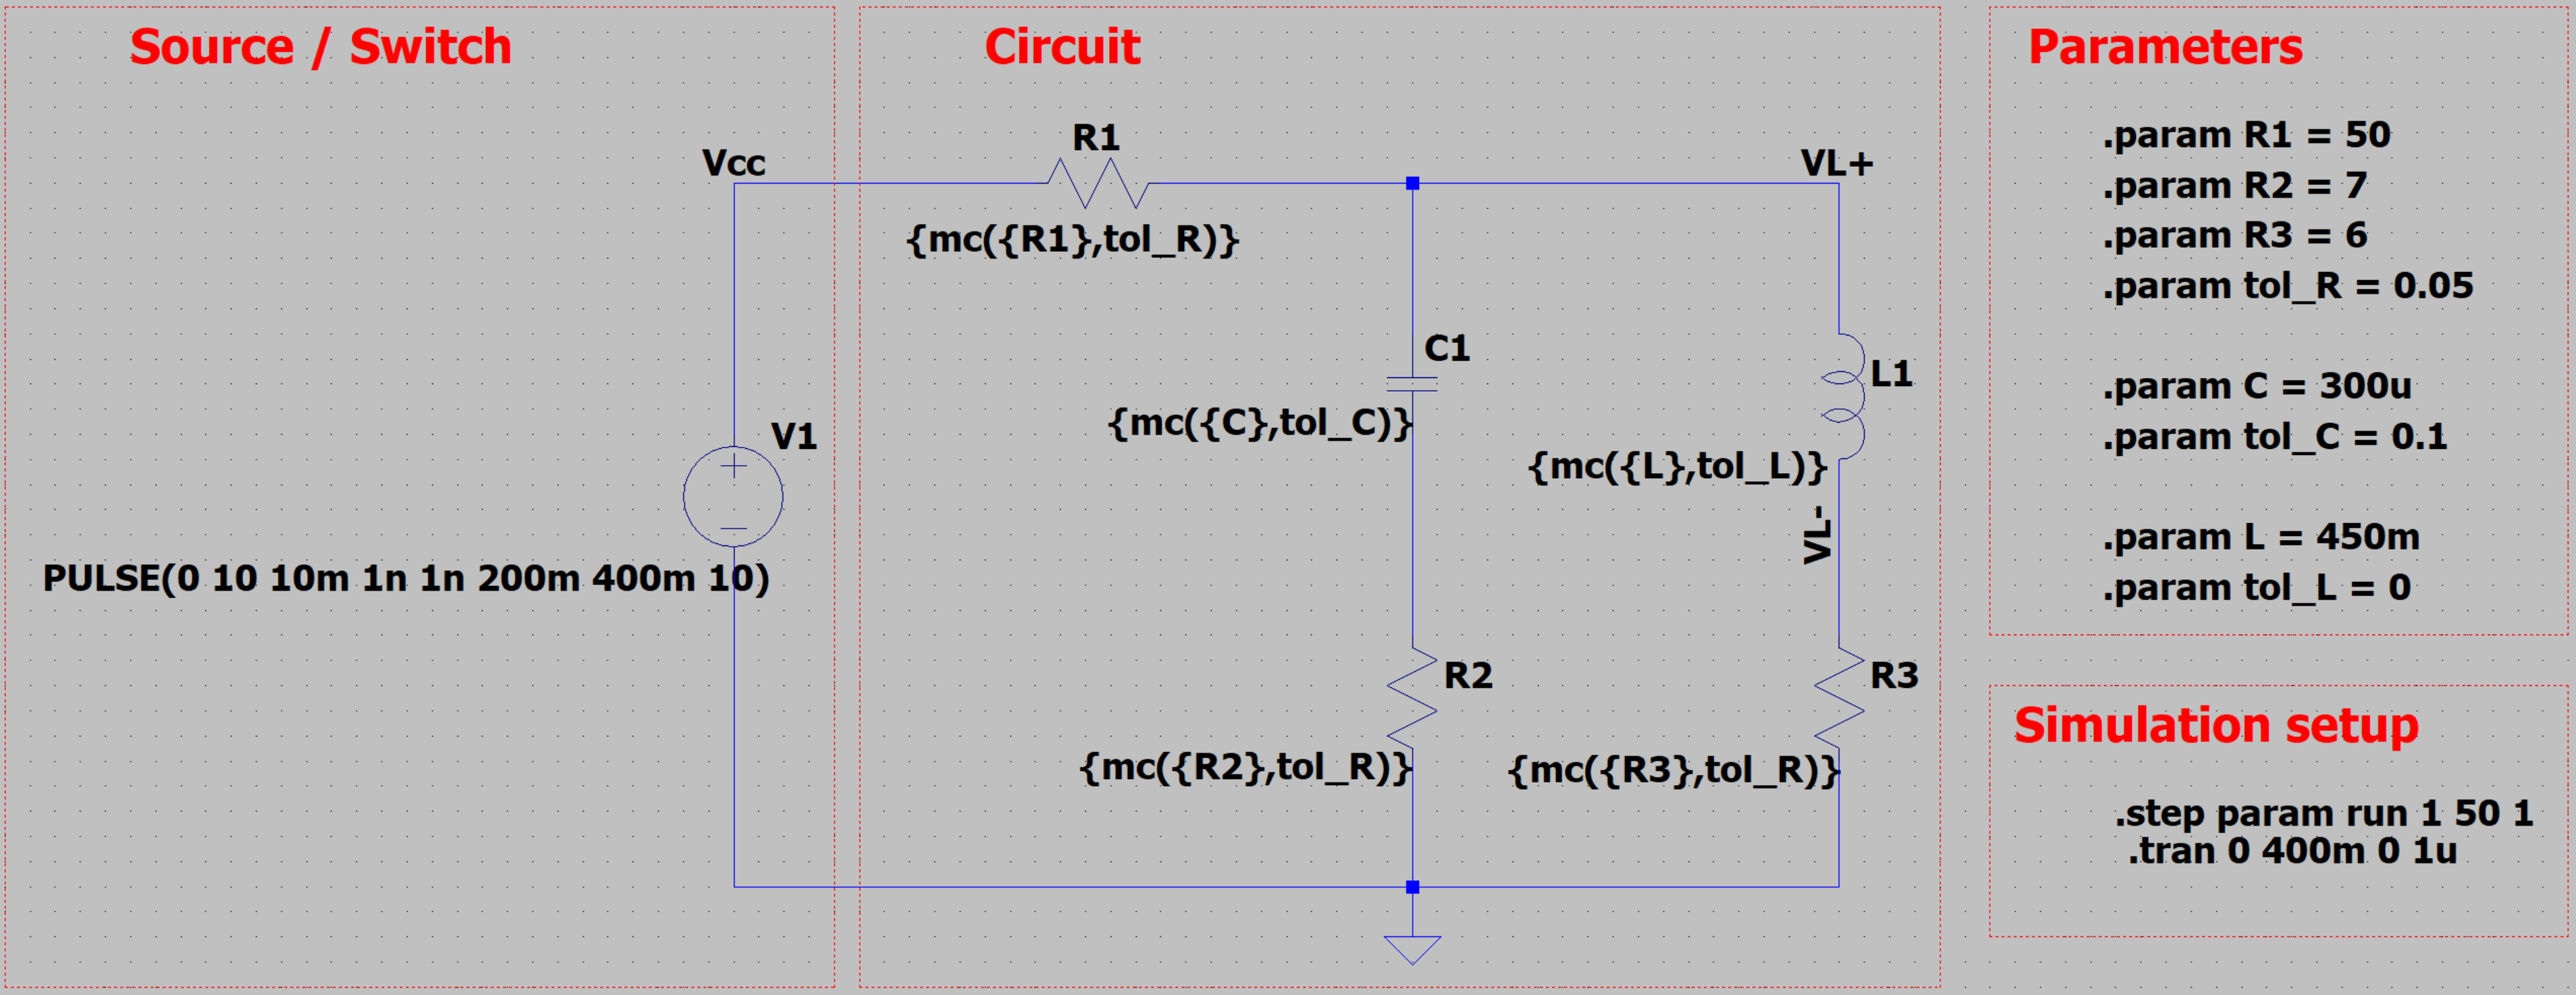 Source / Switch
Vcc
V1
PULSE(0 10 10m 1n 1n 200m 400m 10)
Circuit
R1
{mc({R1},tol_R)}
VL+
C1
{mc({C},tol_C)}
L1
{mc({L},tol_L)}
VL-
R2
{mc({R2},tol_R)}
R3
{mc({R3},tol_R)}
Parameters
.param R1 = 50
.param R2 = 7
.param R3 = 6
.param tol_R = 0.05
.param C = 300u
.param tol_C = 0.1
.param L = 450m
.param tol_L = 0
Simulation setup
.step param run 1 50 1
.tran 0 400m 0 1u